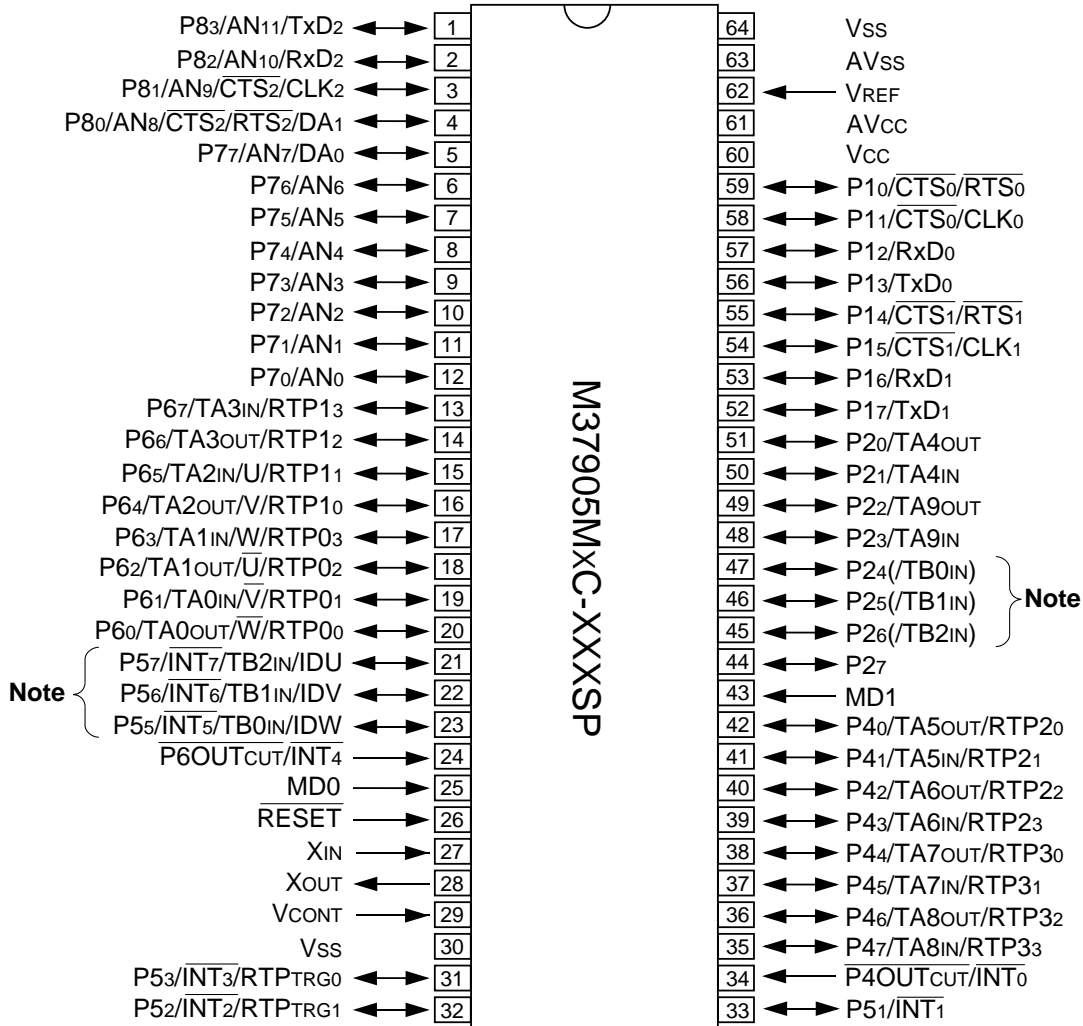 P83/AN11/TxD2 1
P82/AN10/RxD2 2
P81/AN9/CTS2/CLK2 3
P80/AN8/CTS2/RTS2/DA1 4
P77/AN7/DA0 5
P76/AN6 6
P75/AN5 7
P74/AN4 8
P73/AN3 9
P72/AN2 10
P71/AN1 11
P70/AN0 12
P67/TA3IN/RTP13 13
P66/TA3OUT/RTP12 14
P65/TA2IN/U/RTP11 15
P64/TA2OUT/V/RTP10 16
P63/TA1IN/W/RTP03 17
P62/TA1OUT/U̅/RTP02 18
P61/TA0IN/V̅/RTP01 19
P60/TA0OUT/W̅/RTP00 20
P57/INT7/TB2IN/IDU 21
Note P56/INT6/TB1IN/IDV 22
P55/INT5/TB0IN/IDW 23
P6OUTCUT/INT4 24
MD0 25
RESET 26
XIN 27
XOUT 28
VCONT 29
VSS 30
P53/INT3/RTPTRG0 31
P52/INT2/RTPTRG1 32
M37905MxC-XXXSP
64 VSS
63 AVSS
62 VREF
61 AVCC
60 VCC
59 P10/CTS0/RTS0
58 P11/CTS0/CLK0
57 P12/RxD0
56 P13/TxD0
55 P14/CTS1/RTS1
54 P15/CTS1/CLK1
53 P16/RxD1
52 P17/TxD1
51 P20/TA4OUT
50 P21/TA4IN
49 P22/TA9OUT
48 P23/TA9IN
47 P24(/TB0IN)
46 P25(/TB1IN) Note
45 P26(/TB2IN)
44 P27
43 MD1
42 P40/TA5OUT/RTP20
41 P41/TA5IN/RTP21
40 P42/TA6OUT/RTP22
39 P43/TA6IN/RTP23
38 P44/TA7OUT/RTP30
37 P45/TA7IN/RTP31
36 P46/TA8OUT/RTP32
35 P47/TA8IN/RTP33
34 P4OUTCUT/INT0
33 P51/INT1